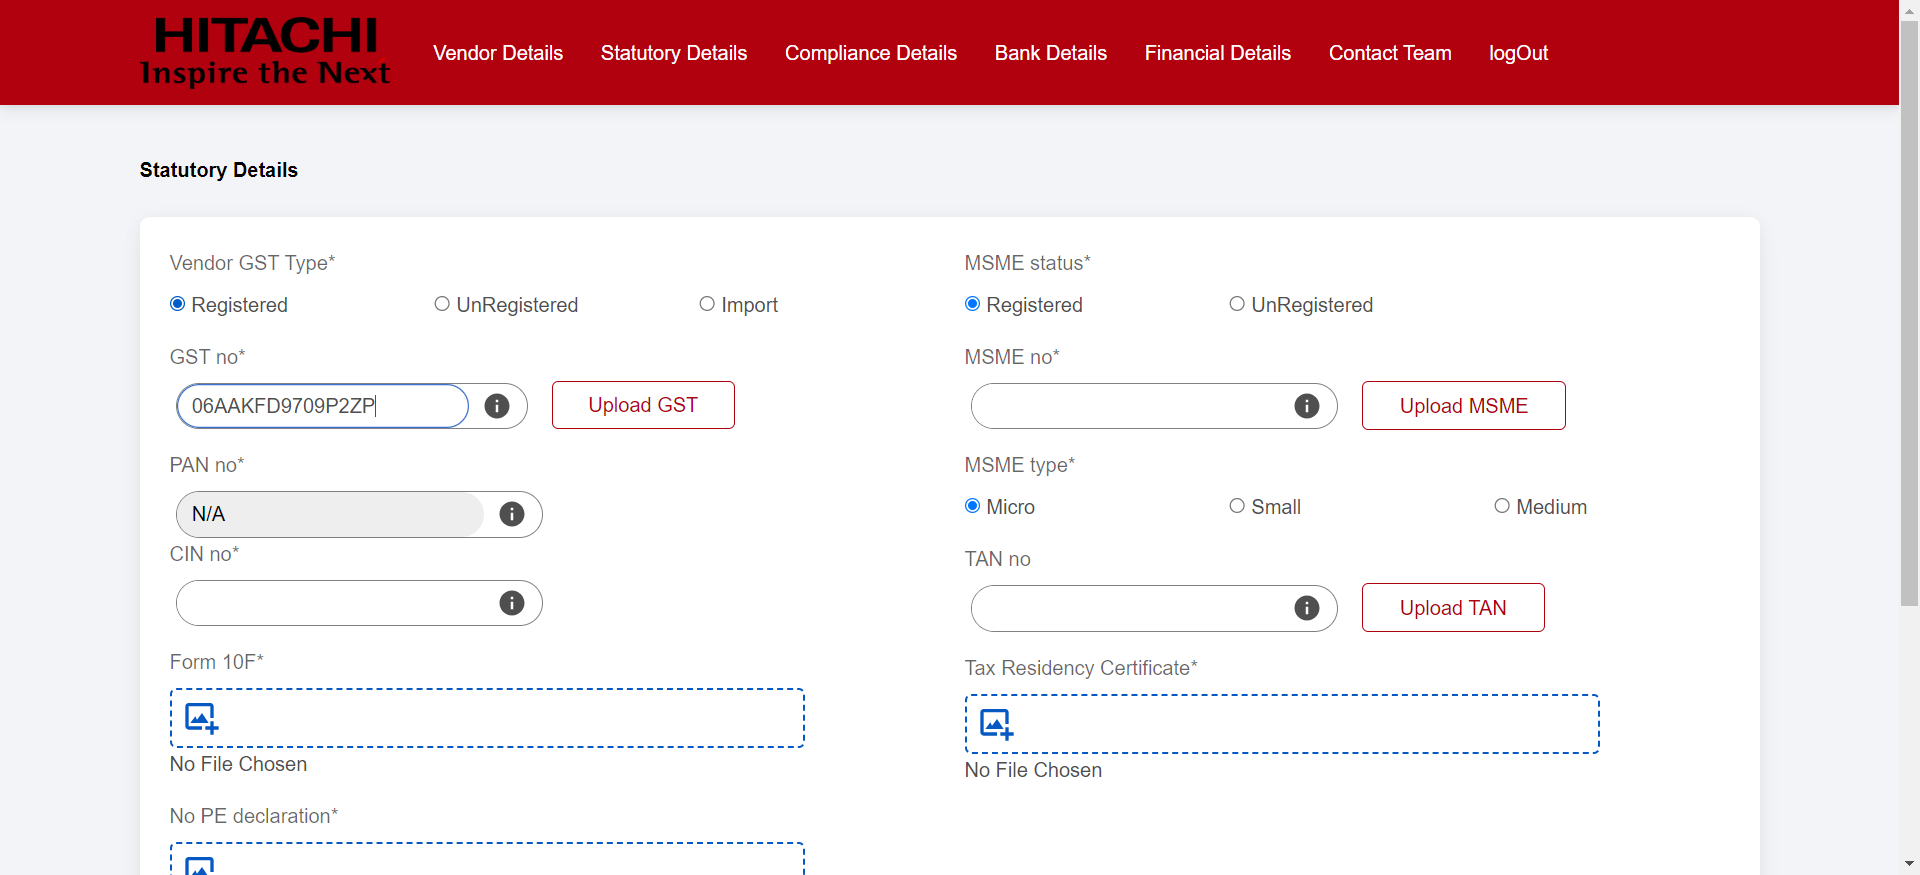 HITACHI
Inspire the Next
Vendor Details Statutory Details Compliance Details Bank Details Financial Details Contact Team logOut
Statutory Details
Vendor GST Type*
Registered UnRegistered Import
GST no*
06AAKFD9709P2ZP
Upload GST
PAN no*
N/A
CIN no*
Form 10F*
No File Chosen
No PE declaration*
MSME status*
Registered UnRegistered
MSME no*
Upload MSME
MSME type*
Micro Small Medium
TAN no
Upload TAN
Tax Residency Certificate*
No File Chosen